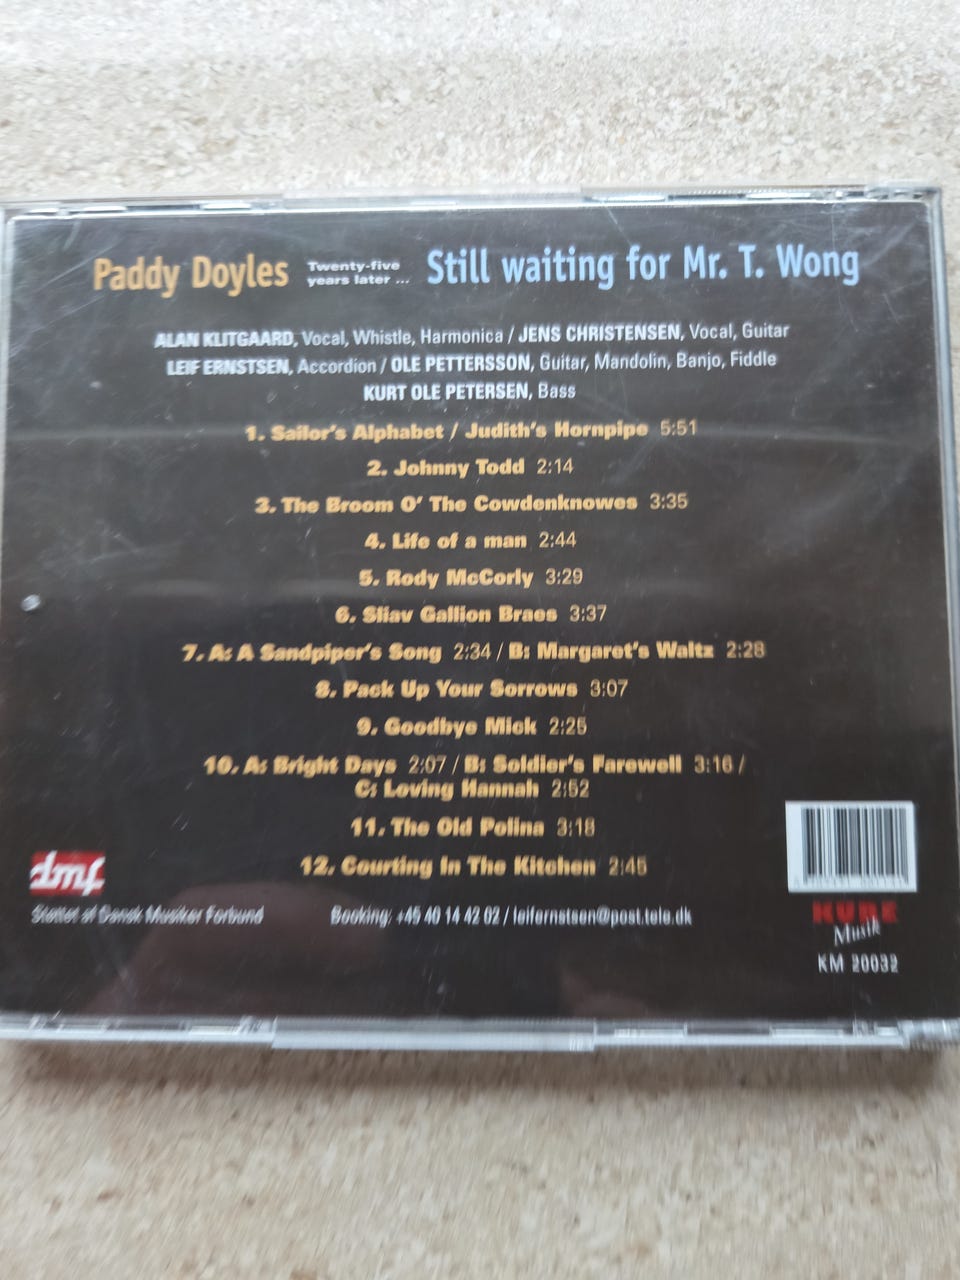 Paddy Doyles Twenty-five years later ... Still waiting for Mr. T. Wong
ALAN KLITGAARD, Vocal, Whistle, Harmonica / JENS CHRISTENSEN, Vocal, Guitar
LEIF ERNSTSEN, Accordion / OLE PETTERSSON, Guitar, Mandolin, Banjo, Fiddle
KURT OLE PETERSEN, Bass
1. Sailor's Alphabet / Judith's Hornpipe 5:51
2. Johnny Todd 2:14
3. The Broom O' The Cowdenknowes 3:35
4. Life of a man 2:44
5. Rody McCorly 3:29
6. Sliav Gallion Braes 3:37
7. A: A Sandpiper's Song 2:34 / B: Margaret's Waltz 2:28
8. Pack Up Your Sorrows 3:07
9. Goodbye Mick 2:25
10. A: Bright Days 2:07 / B: Soldier's Farewell 3:16 /
C: Loving Hannah 2:52
11. The Old Polina 3:18
12. Courting In The Kitchen 2:45
dmf
Støttet af Dansk Musiker Forbund
Booking: +45 40 14 42 02 / leifernstsen@post.tele.dk
Musik
KM 20032